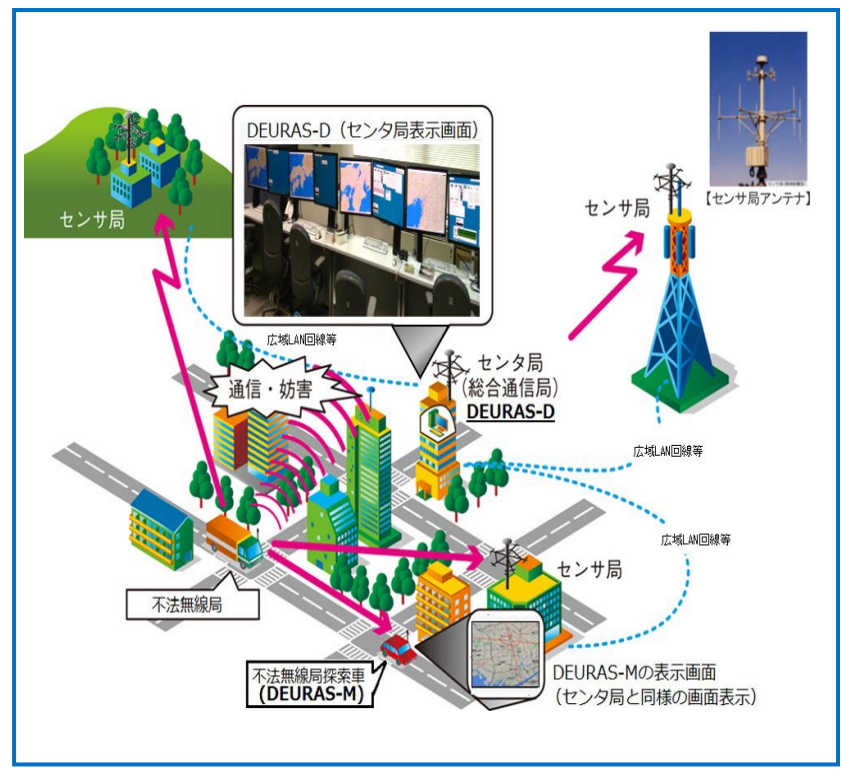 DEURAS-D(センタ局表示画面)
センサ局
センサ局
【センサ局アンテナ】
広域LAN回線等
通信・妨害
センタ局
(総合通信局)
DEURAS-D
広域LAN回線等
広域LAN回線等
センサ局
不法無線局
不法無線局探索車
(DEURAS-M)
DEURAS-Mの表示画面
(センタ局と同様の画面表示)